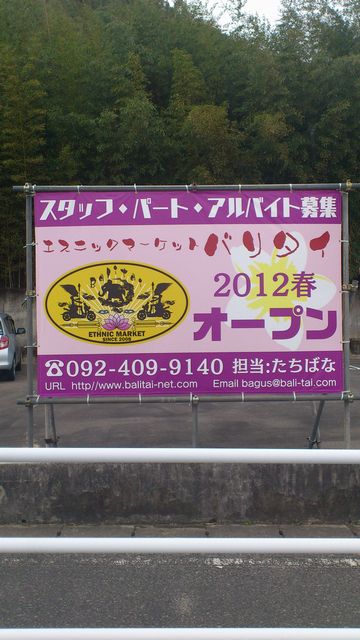 スタッフ・パート・アルバイト募集
エスニックマーケットバリタイ
2012春
オープン
ETHNIC MARKET
SINCE 2008
☎092-409-9140 担当:たちばな
URL http//www.balitai-net.com Email bagus@bali-tai.com